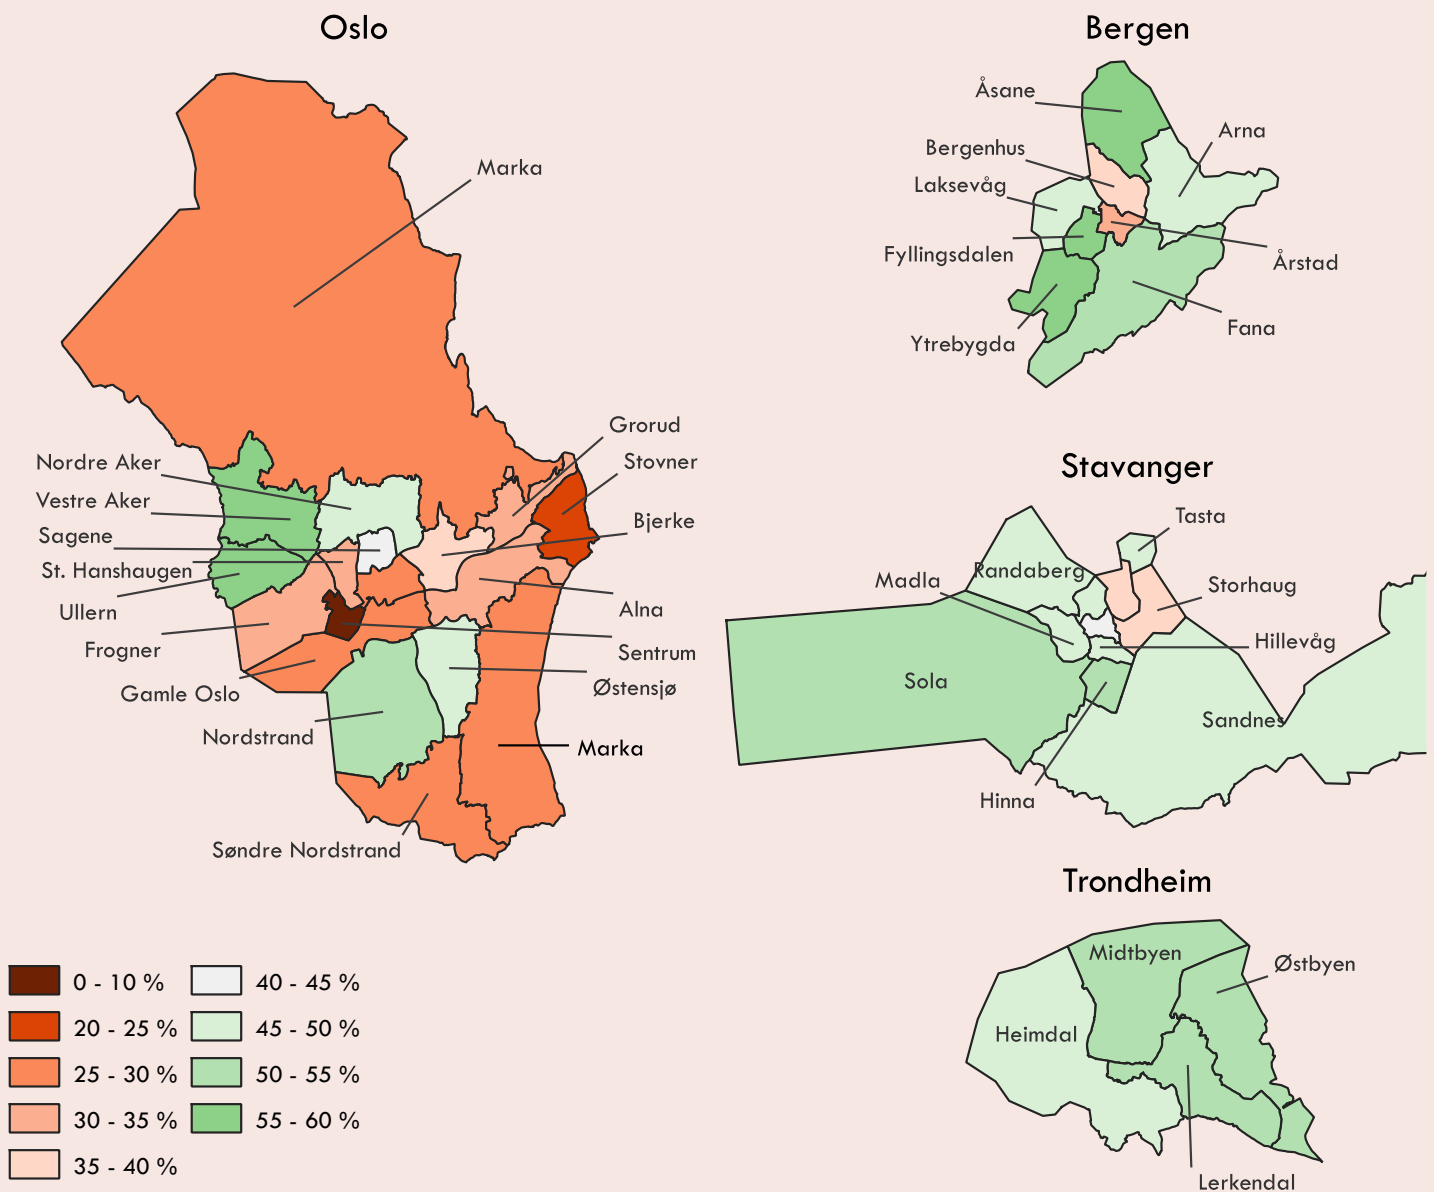 Oslo
Marka
Grorud
Stovner
Nordre Aker
Vestre Aker
Bjerke
Sagene
St. Hanshaugen
Ullern
Alna
Frogner
Sentrum
Gamle Oslo
Østensjø
Nordstrand
Marka
Søndre Nordstrand
0 - 10 %
20 - 25 %
25 - 30 %
30 - 35 %
35 - 40 %
40 - 45 %
45 - 50 %
50 - 55 %
55 - 60 %
Bergen
Åsane
Arna
Bergenhus
Laksevåg
Fyllingsdalen
Årstad
Fana
Ytrebygda
Stavanger
Tasta
Randaberg
Madla
Storhaug
Hillevåg
Sola
Sandnes
Hinna
Trondheim
Midtbyen
Østbyen
Heimdal
Lerkendal